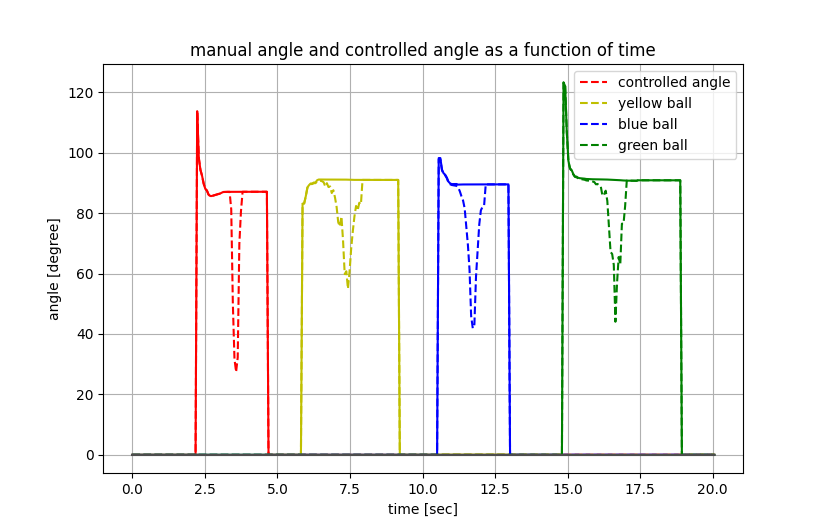 manual angle and controlled angle as a function of time
controlled angle
yellow ball
blue ball
green ball
angle [degree]
120
100
80
60
40
20
0
0.0 2.5 5.0 7.5 10.0 12.5 15.0 17.5 20.0
time [sec]